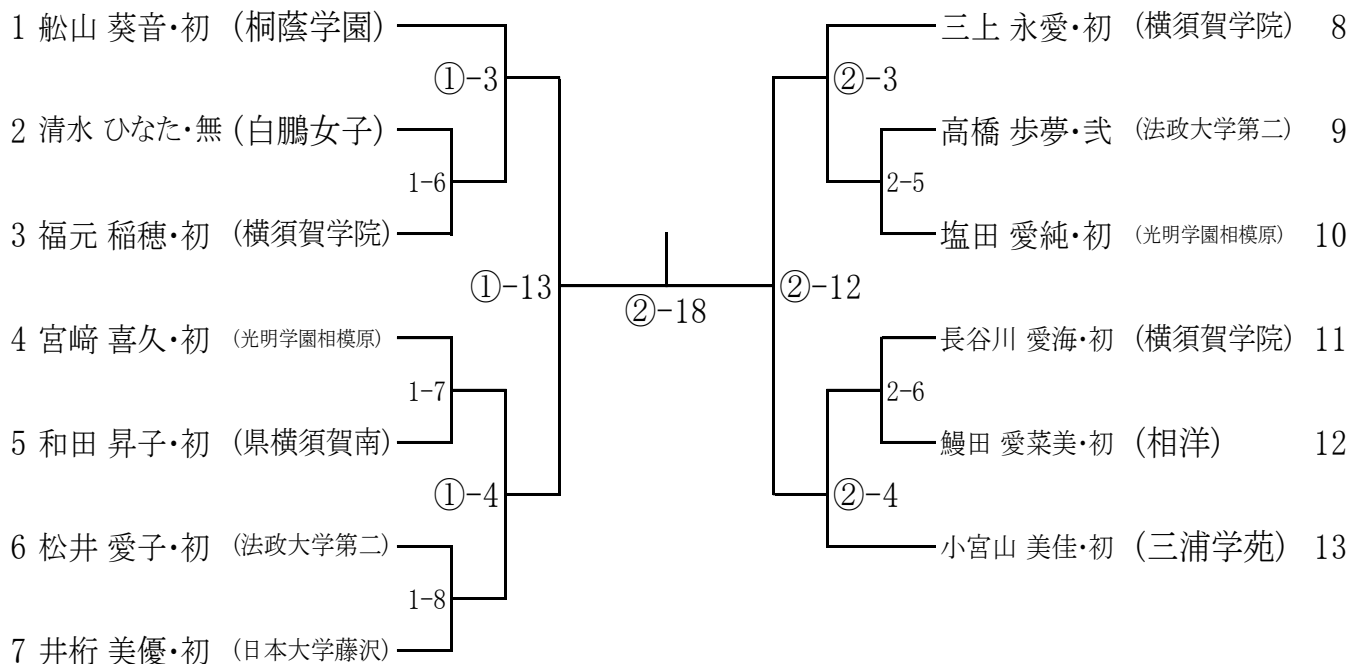 1 舩山 葵音・初 (桐蔭学園)
①-3
2 清水 ひなた・無 (白鵬女子)
1-6
3 福元 稲穂・初 (横須賀学院)
①-13
4 宮﨑 喜久・初 (光明学園相模原)
1-7
5 和田 昇子・初 (県横須賀南)
①-4
6 松井 愛子・初 (法政大学第二)
1-8
7 井桁 美優・初 (日本大学藤沢)
②-18
三上 永愛・初 (横須賀学院) 8
②-3
高橋 歩夢・弐 (法政大学第二) 9
2-5
塩田 愛純・初 (光明学園相模原) 10
②-12
長谷川 愛海・初 (横須賀学院) 11
2-6
鰻田 愛菜美・初 (相洋) 12
②-4
小宮山 美佳・初 (三浦学苑) 13